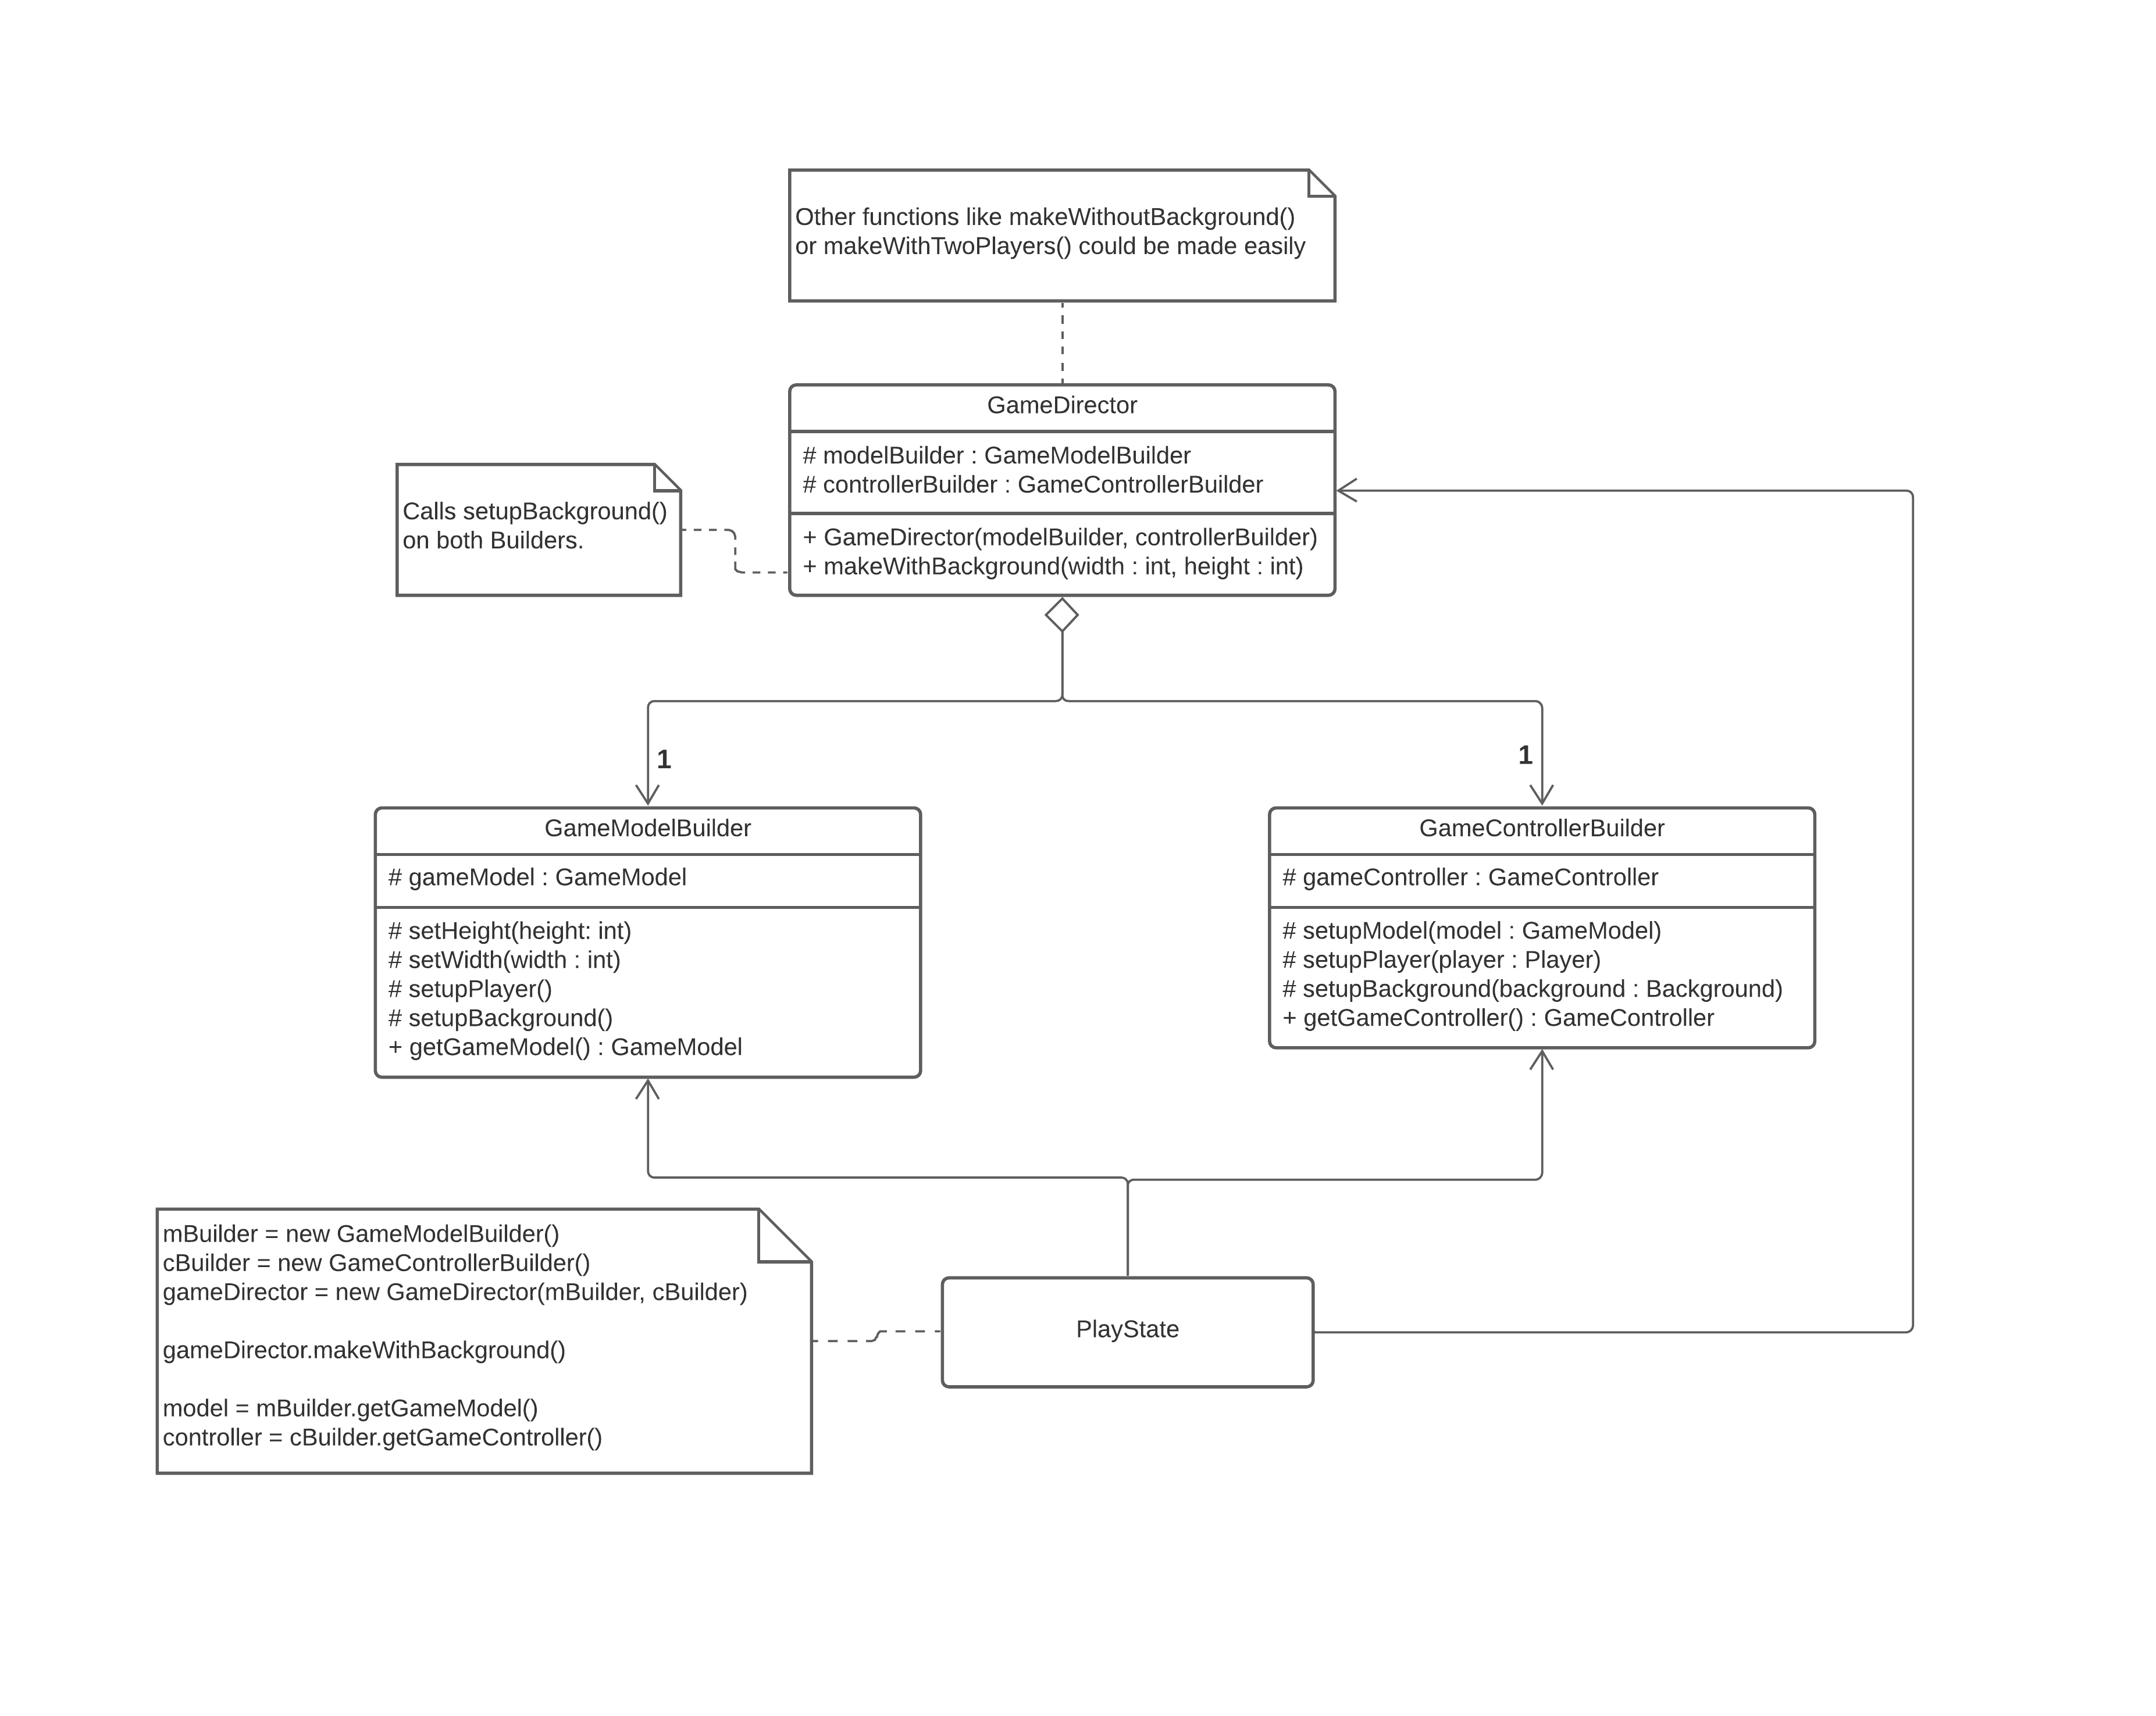 Other functions like makeWithoutBackground()
or makeWithTwoPlayers() could be made easily
GameDirector
# modelBuilder : GameModelBuilder
# controllerBuilder : GameControllerBuilder
+ GameDirector(modelBuilder, controllerBuilder)
+ makeWithBackground(width : int, height : int)
Calls setupBackground()
on both Builders.
1
1
GameModelBuilder
# gameModel : GameModel
# setHeight(height: int)
# setWidth(width : int)
# setupPlayer()
# setupBackground()
+ getGameModel() : GameModel
GameControllerBuilder
# gameController : GameController
# setupModel(model : GameModel)
# setupPlayer(player : Player)
# setupBackground(background : Background)
+ getGameController() : GameController
mBuilder = new GameModelBuilder()
cBuilder = new GameControllerBuilder()
gameDirector = new GameDirector(mBuilder, cBuilder)
gameDirector.makeWithBackground()
model = mBuilder.getGameModel()
controller = cBuilder.getGameController()
PlayState